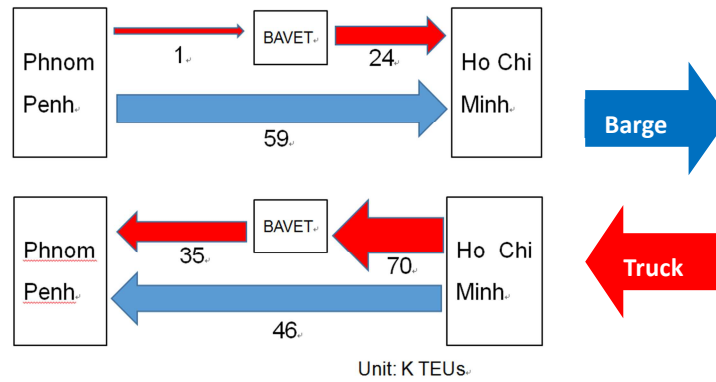 Phnom
Penh
1
BAVET
24
Ho Chi
Minh
59
Barge
Phnom
Penh
35
BAVET
70
Ho Chi
Minh
46
Truck
Unit: K TEUs